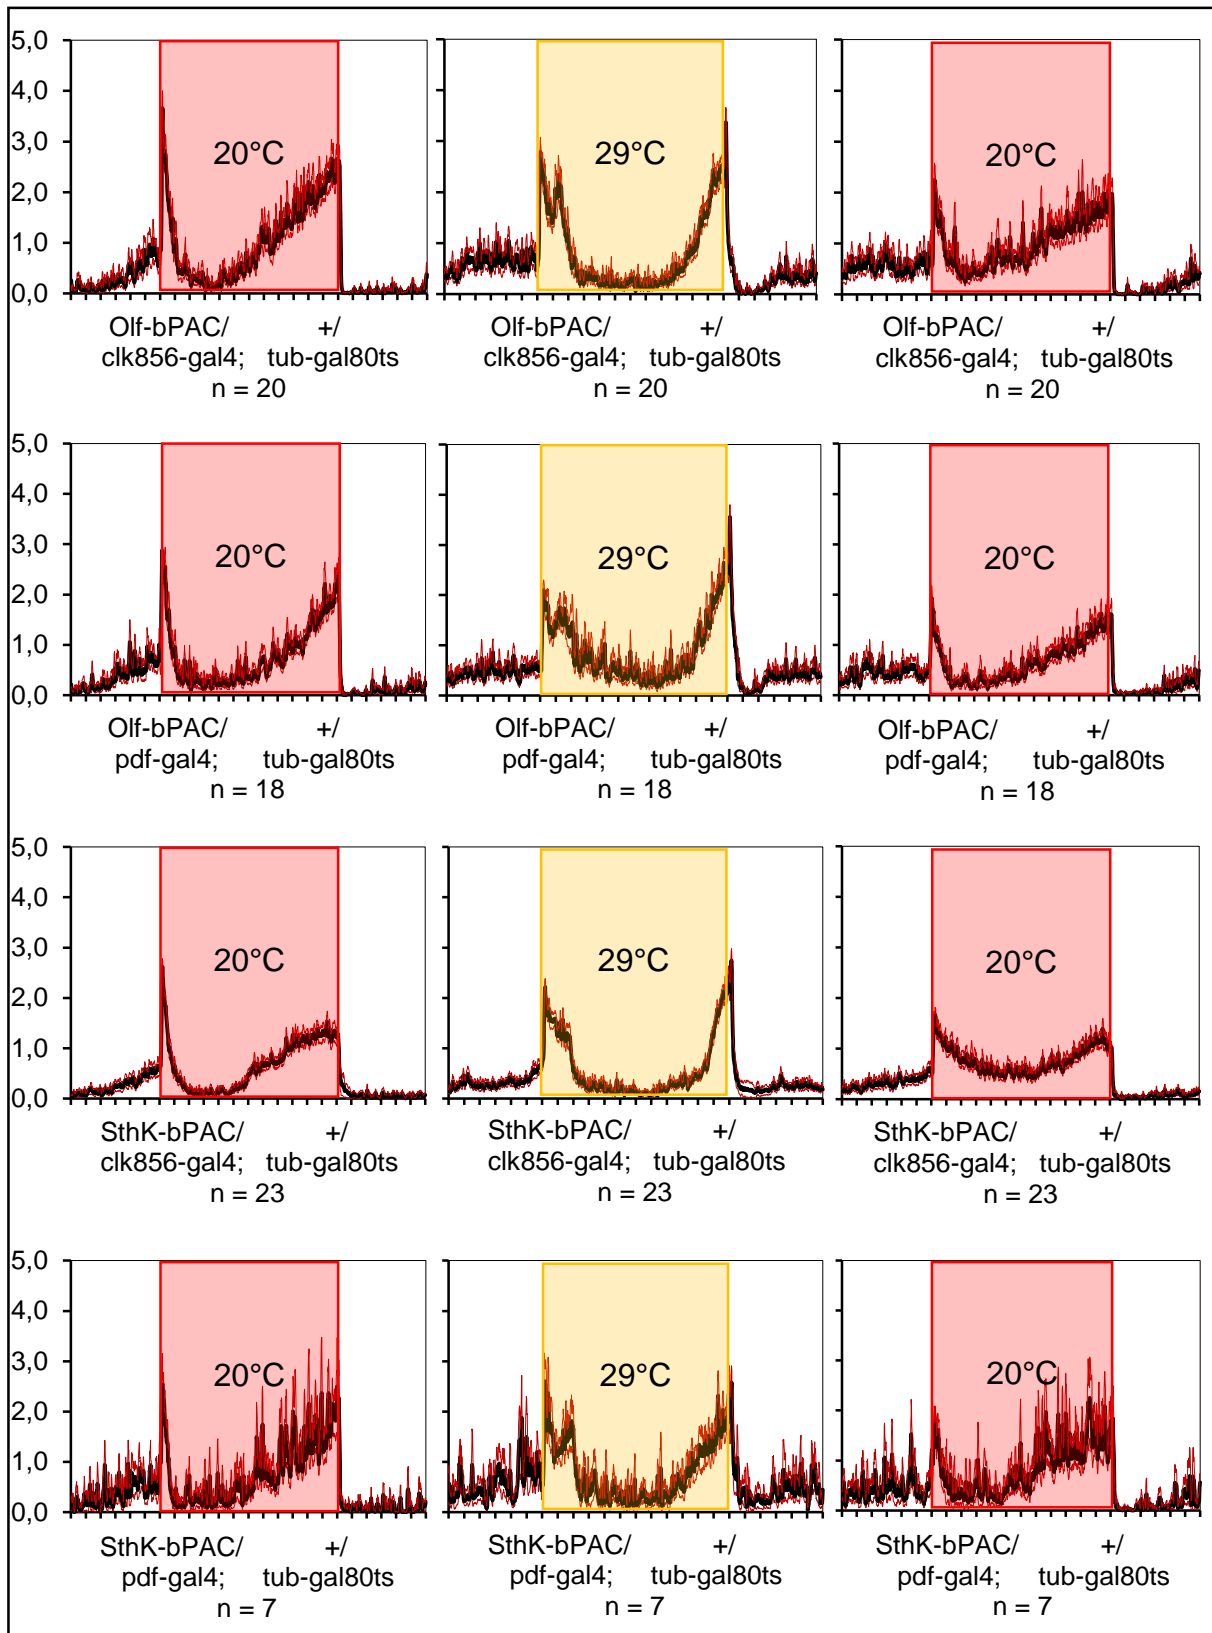 5,0
4,0
3,0
2,0
1,0
0,0
20°C
29°C
20°C
Olf-bPAC/ +/
clk856-gal4; tub-gal80ts
n = 20
Olf-bPAC/ +/
clk856-gal4; tub-gal80ts
n = 20
Olf-bPAC/ +/
clk856-gal4; tub-gal80ts
n = 20
5,0
4,0
3,0
2,0
1,0
0,0
20°C
29°C
20°C
Olf-bPAC/ +/
pdf-gal4; tub-gal80ts
n = 18
Olf-bPAC/ +/
pdf-gal4; tub-gal80ts
n = 18
Olf-bPAC/ +/
pdf-gal4; tub-gal80ts
n = 18
5,0
4,0
3,0
2,0
1,0
0,0
20°C
29°C
20°C
SthK-bPAC/ +/
clk856-gal4; tub-gal80ts
n = 23
SthK-bPAC/ +/
clk856-gal4; tub-gal80ts
n = 23
SthK-bPAC/ +/
clk856-gal4; tub-gal80ts
n = 23
5,0
4,0
3,0
2,0
1,0
0,0
20°C
29°C
20°C
SthK-bPAC/ +/
pdf-gal4; tub-gal80ts
n = 7
SthK-bPAC/ +/
pdf-gal4; tub-gal80ts
n = 7
SthK-bPAC/ +/
pdf-gal4; tub-gal80ts
n = 7